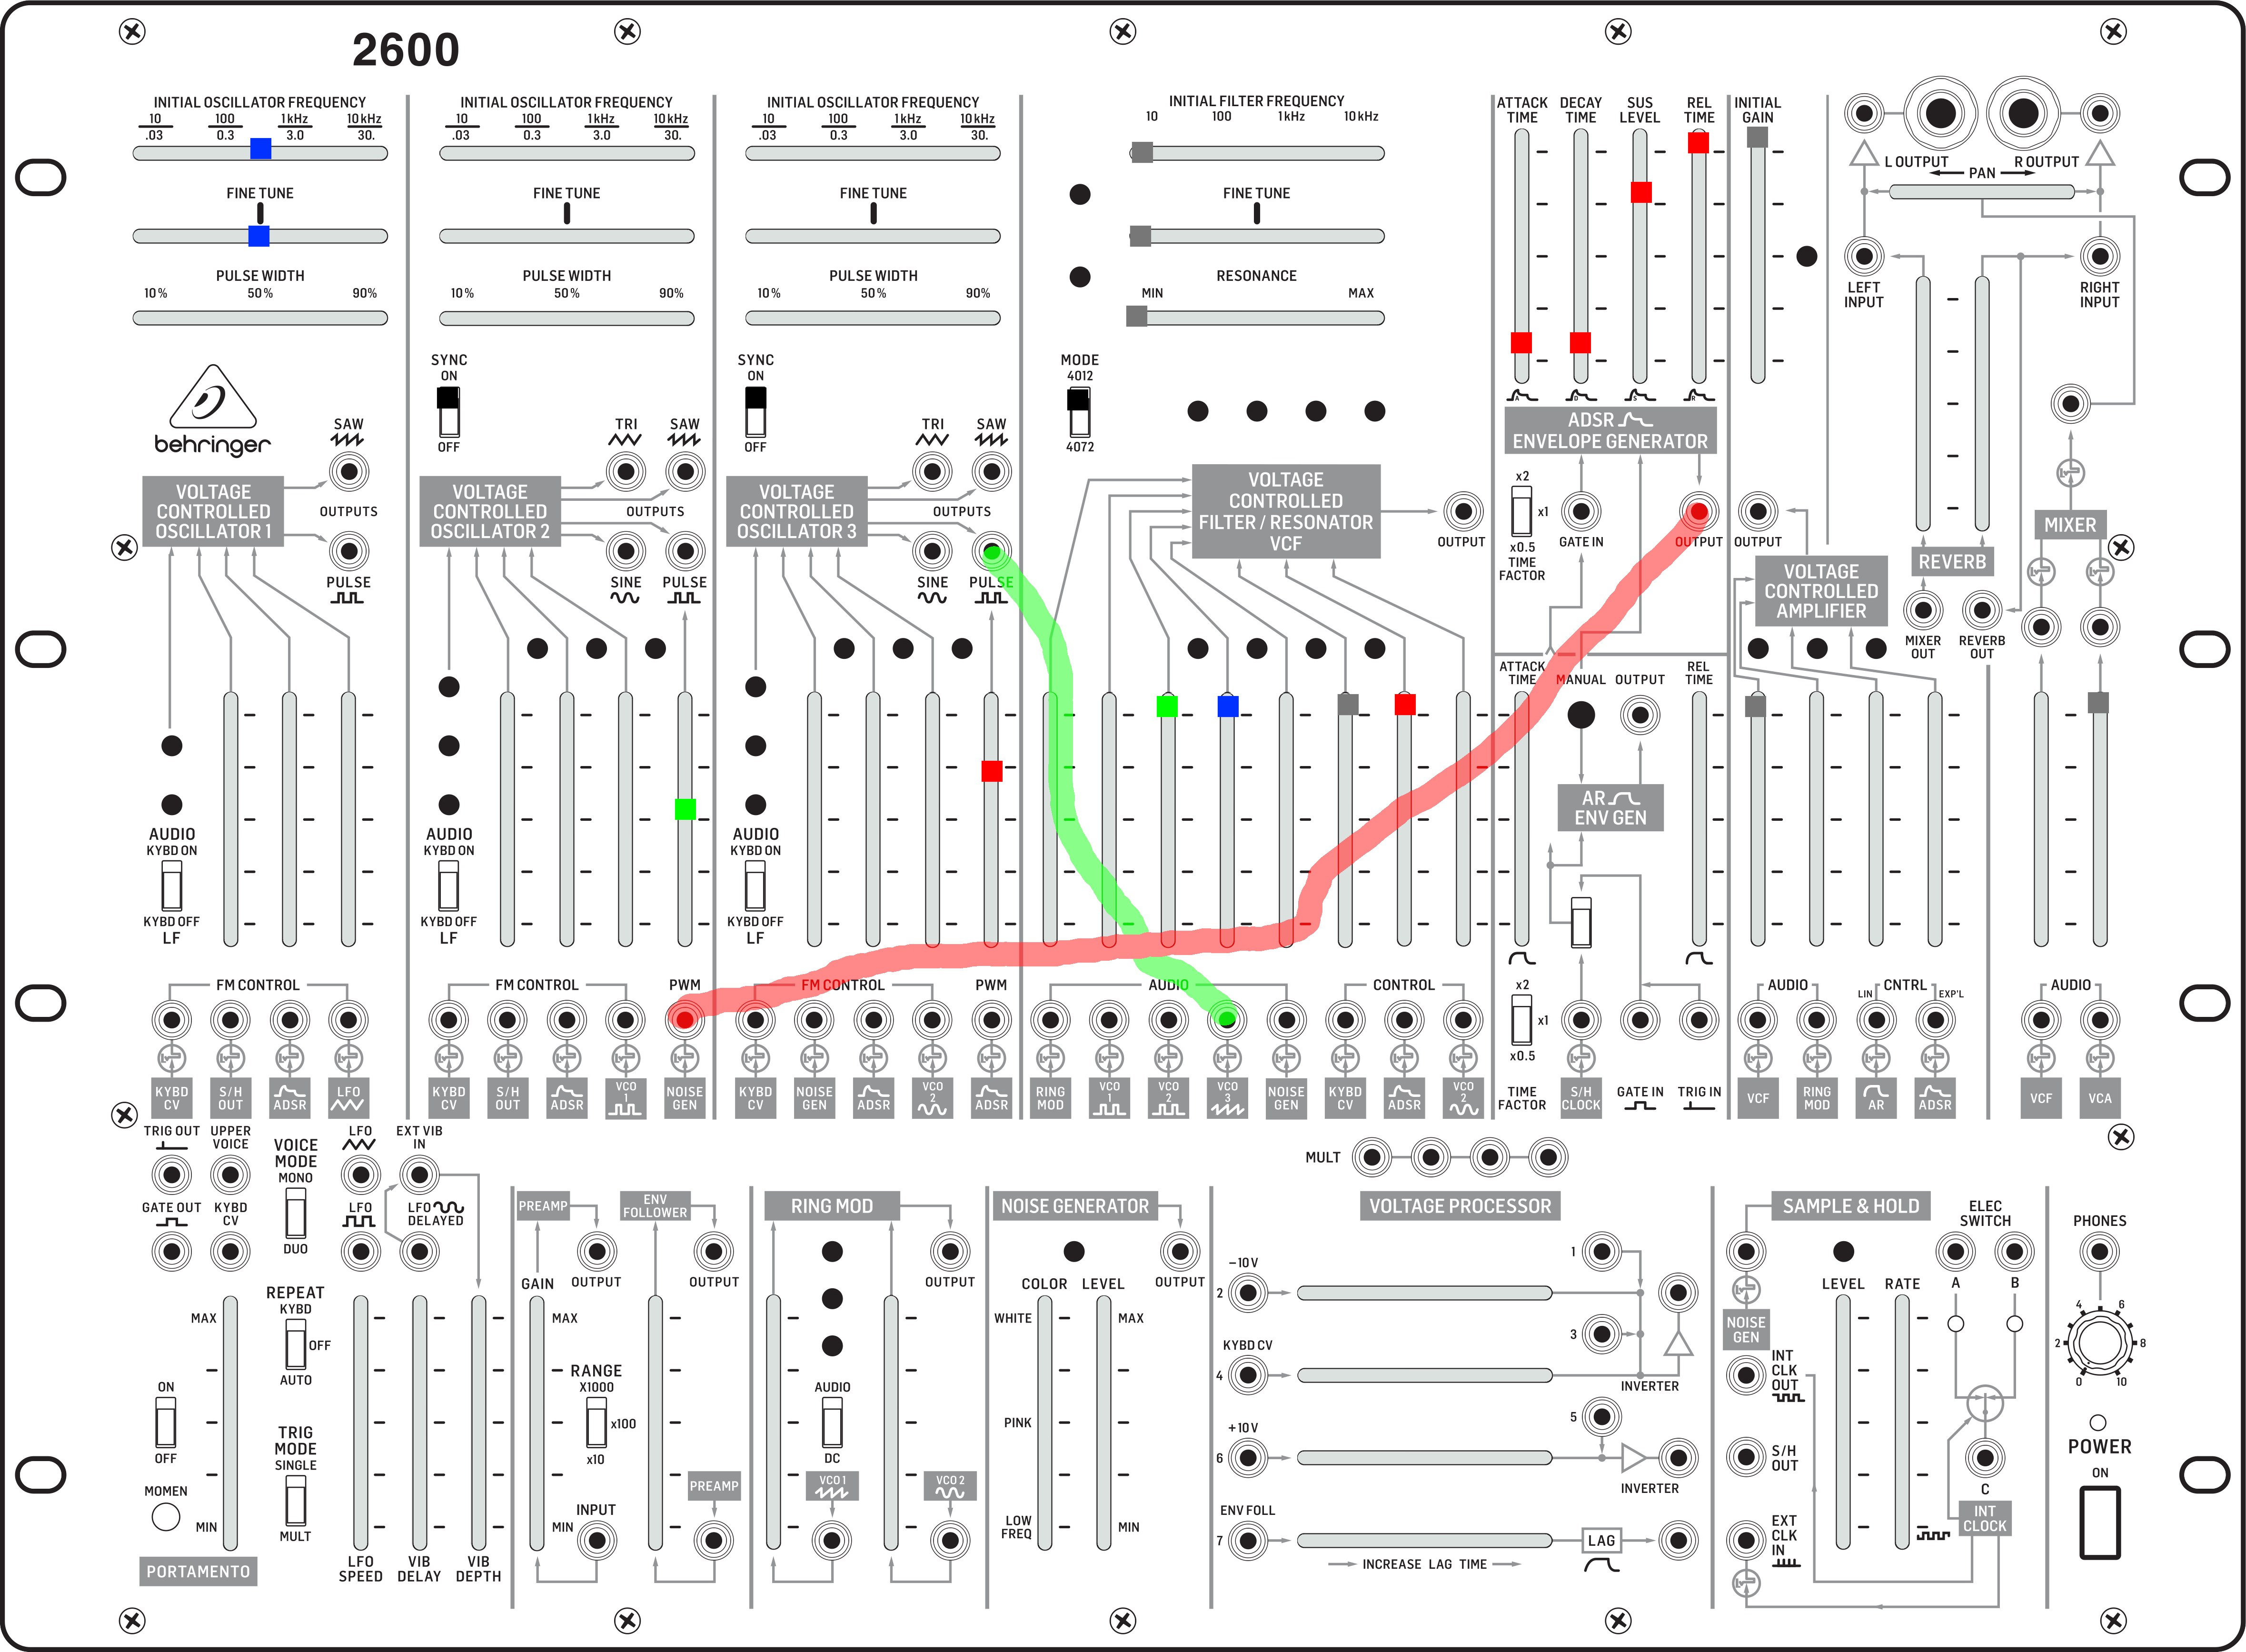 2600
INITIAL OSCILLATOR FREQUENCY
10 100 1kHz 10kHz
.03 0.3 3.0 30.
FINE TUNE
PULSE WIDTH
10% 50% 90%
behringer
SAW
VOLTAGE
CONTROLLED
OSCILLATOR 1
OUTPUTS
PULSE
AUDIO
KYBD ON
KYBD OFF
LF
FM CONTROL
KYBD
CV
S/H
OUT
ADSR
LFO
INITIAL OSCILLATOR FREQUENCY
10 100 1kHz 10kHz
.03 0.3 3.0 30.
FINE TUNE
PULSE WIDTH
10% 50% 90%
SYNC
ON
OFF
TRI SAW
VOLTAGE
CONTROLLED
OSCILLATOR 2
OUTPUTS
SINE PULSE
AUDIO
KYBD ON
KYBD OFF
LF
FM CONTROL
PWM
KYBD
CV
S/H
OUT
ADSR
VCO
1
NOISE
GEN
INITIAL OSCILLATOR FREQUENCY
10 100 1kHz 10kHz
.03 0.3 3.0 30.
FINE TUNE
PULSE WIDTH
10% 50% 90%
SYNC
ON
OFF
TRI SAW
VOLTAGE
CONTROLLED
OSCILLATOR 3
OUTPUTS
SINE PULSE
AUDIO
KYBD ON
KYBD OFF
LF
FM CONTROL
PWM
KYBD
CV
NOISE
GEN
ADSR
VCO
2
ADSR
INITIAL FILTER FREQUENCY
10 100 1kHz 10kHz
FINE TUNE
RESONANCE
MIN MAX
MODE
4012
4072
VOLTAGE
CONTROLLED
FILTER / RESONATOR
VCF
OUTPUT
AUDIO
CONTROL
RING
MOD
VCO
1
VCO
2
VCO
3
NOISE
GEN
KYBD
CV
ADSR
VCO
2
ATTACK
TIME
DECAY
TIME
SUS
LEVEL
REL
TIME
A D S R
ADSR
ENVELOPE GENERATOR
x2
x1
x0.5
TIME
FACTOR
GATE IN
OUTPUT
ATTACK
TIME
MANUAL
OUTPUT
REL
TIME
AR
ENV GEN
x2
x1
x0.5
TIME
FACTOR
S/H
CLOCK
GATE IN
TRIG IN
INITIAL
GAIN
OUTPUT
VOLTAGE
CONTROLLED
AMPLIFIER
AUDIO
LIN CNTRL EXP'L
VCF
RING
MOD
AR
ADSR
L OUTPUT R OUTPUT
PAN
LEFT
INPUT
RIGHT
INPUT
MIXER
REVERB
MIXER
OUT
REVERB
OUT
AUDIO
VCF
VCA
TRIG OUT
UPPER
VOICE
GATE OUT
KYBD
CV
VOICE
MODE
MONO
DUO
LFO
EXT VIB
IN
LFO
LFO
DELAYED
REPEAT
KYBD
OFF
AUTO
TRIG
MODE
SINGLE
MULT
MAX
MIN
ON
OFF
MOMEN
PORTAMENTO
LFO
SPEED
VIB
DELAY
VIB
DEPTH
PREAMP
OUTPUT
GAIN
MAX
MIN
RANGE
X1000
x100
x10
INPUT
ENV
FOLLOWER
OUTPUT
PREAMP
RING MOD
OUTPUT
AUDIO
DC
VCO 1
VCO 2
NOISE GENERATOR
COLOR LEVEL
OUTPUT
WHITE
PINK
LOW
FREQ
MAX
MIN
MULT
VOLTAGE PROCESSOR
-10V
2
1
3
KYBD CV
4
INVERTER
+10V
6
5
INVERTER
ENV FOLL
7
LAG
INCREASE LAG TIME
SAMPLE & HOLD
ELEC
SWITCH
LEVEL RATE
A B
NOISE
GEN
INT
CLK
OUT
S/H
OUT
EXT
CLK
IN
C
INT
CLOCK
PHONES
0 2 4 6 8 10
POWER
ON